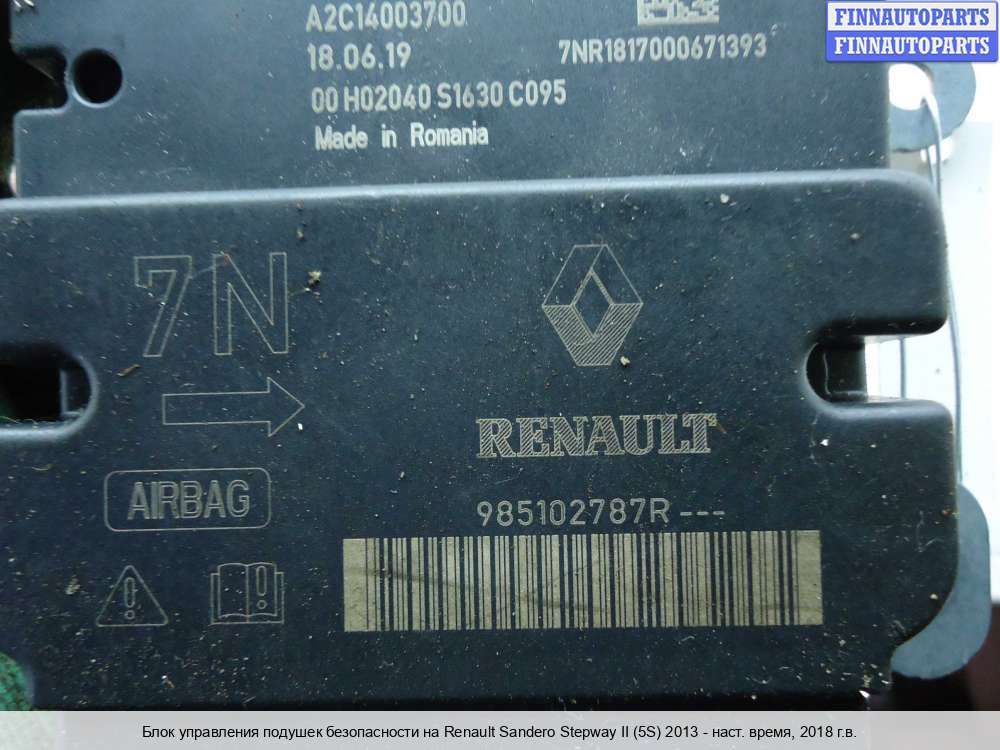 FINNAUTOPARTS
FINNAUTOPARTS
A2C14003700
18.06.19
7NR1817000671393
00 H02040 S1630 C095
Made in Romania
7N
RENAULT
AIRBAG
985102787R ---
Блок управления подушек безопасности на Renault Sandero Stepway II (5S) 2013 - наст. время, 2018 г.в.